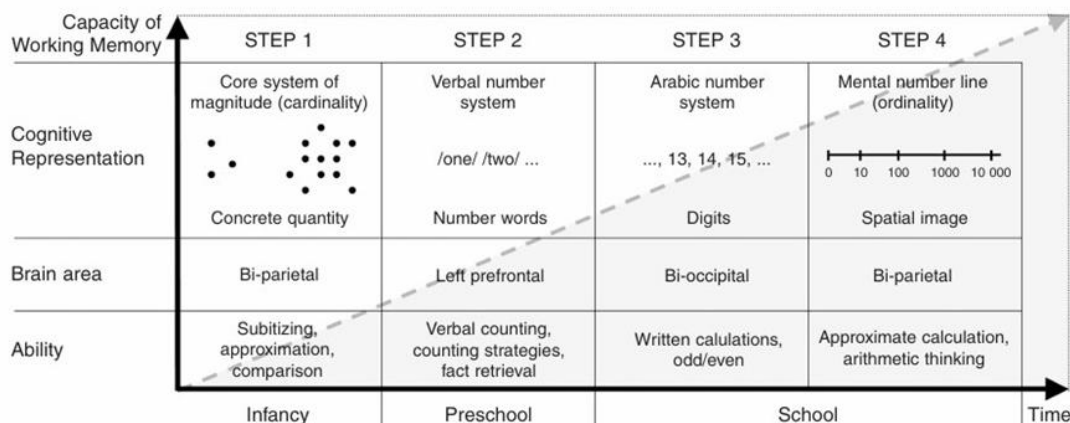 Capacity of
Working Memory
STEP 1
STEP 2
STEP 3
STEP 4
Cognitive
Representation
Core system of
magnitude (cardinality)
Concrete quantity
Verbal number
system
/one/ /two/ ...
Number words
Arabic number
system
..., 13, 14, 15, ...
Digits
Mental number line
(ordinality)
0 10 100 1000 10 000
Spatial image
Brain area
Bi-parietal
Left prefrontal
Bi-occipital
Bi-parietal
Ability
Subitizing,
approximation,
comparison
Verbal counting,
counting strategies,
fact retrieval
Written calulations,
odd/even
Approximate calculation,
arithmetic thinking
Infancy
Preschool
School
Time